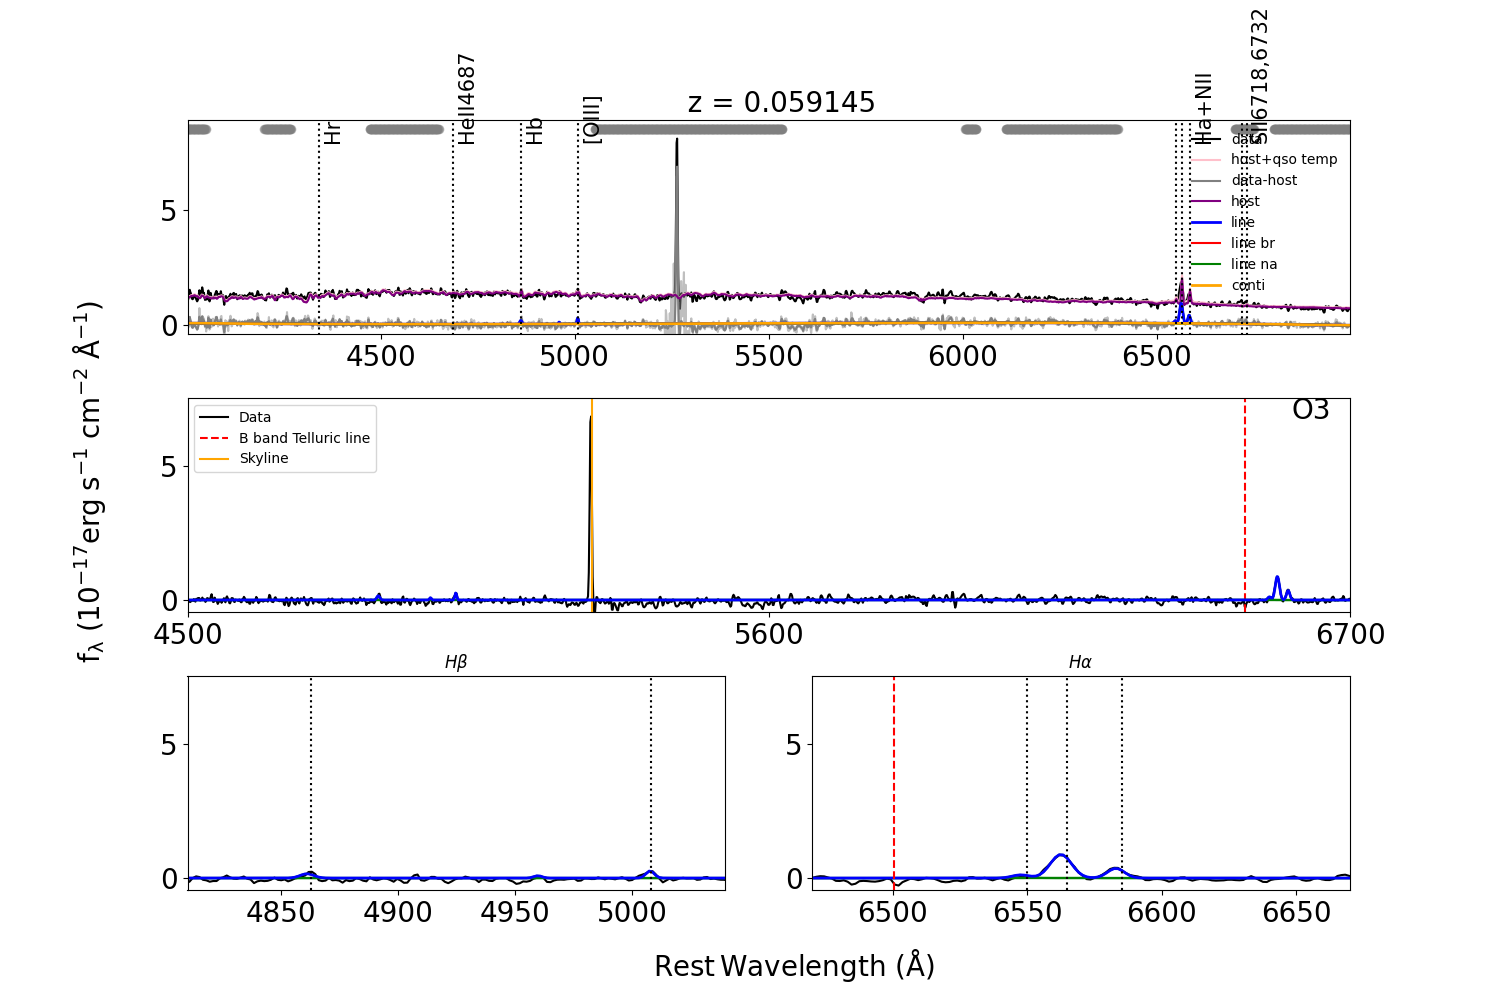 z = 0.059145
Hr
HeII4687
Hb
[OIII]
Ha+NII
SII6718,6732
data
host+qso temp
data-host
host
line
line br
line na
conti
5
0
4500
5000
5500
6000
6500
f_λ (10⁻¹⁷erg s⁻¹ cm⁻² Å⁻¹)
Data
B band Telluric line
Skyline
O3
5
0
4500
5600
6700
Hβ
5
0
4850
4900
4950
5000
Hα
5
0
6500
6550
6600
6650
Rest Wavelength (Å)